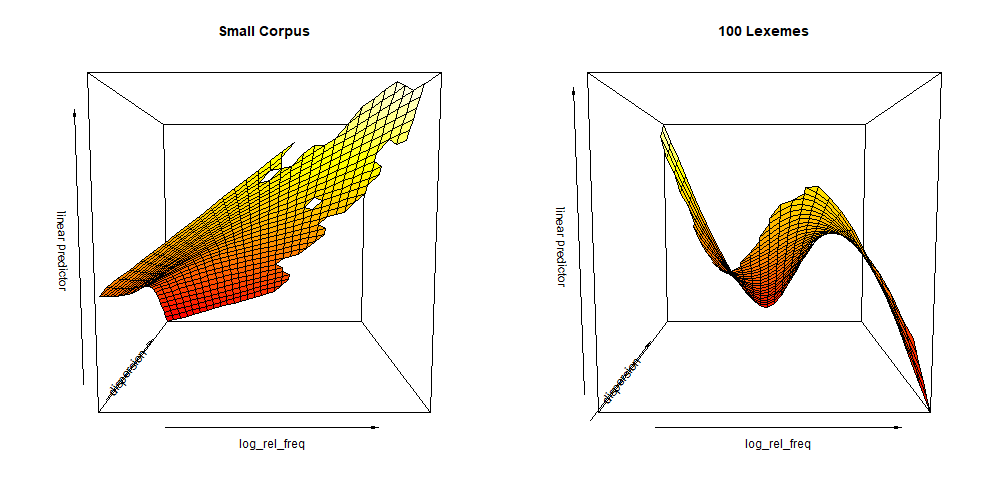 Small Corpus
linear predictor
dispersion
log_rel_freq
100 Lexemes
linear predictor
dispersion
log_rel_freq